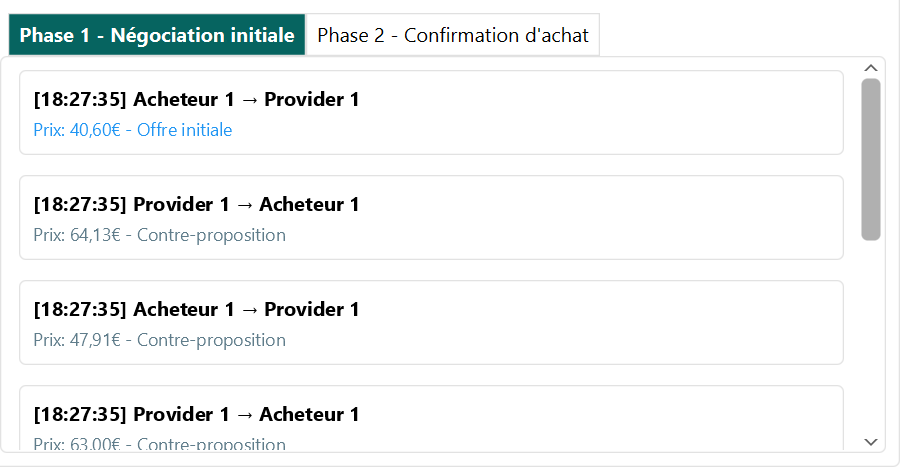 Phase 1 - Négociation initiale
Phase 2 - Confirmation d'achat
[18:27:35] Acheteur 1 → Provider 1
Prix: 40,60€ - Offre initiale
[18:27:35] Provider 1 → Acheteur 1
Prix: 64,13€ - Contre-proposition
[18:27:35] Acheteur 1 → Provider 1
Prix: 47,91€ - Contre-proposition
[18:27:35] Provider 1 → Acheteur 1
Prix: 63,00€ - Contre-proposition